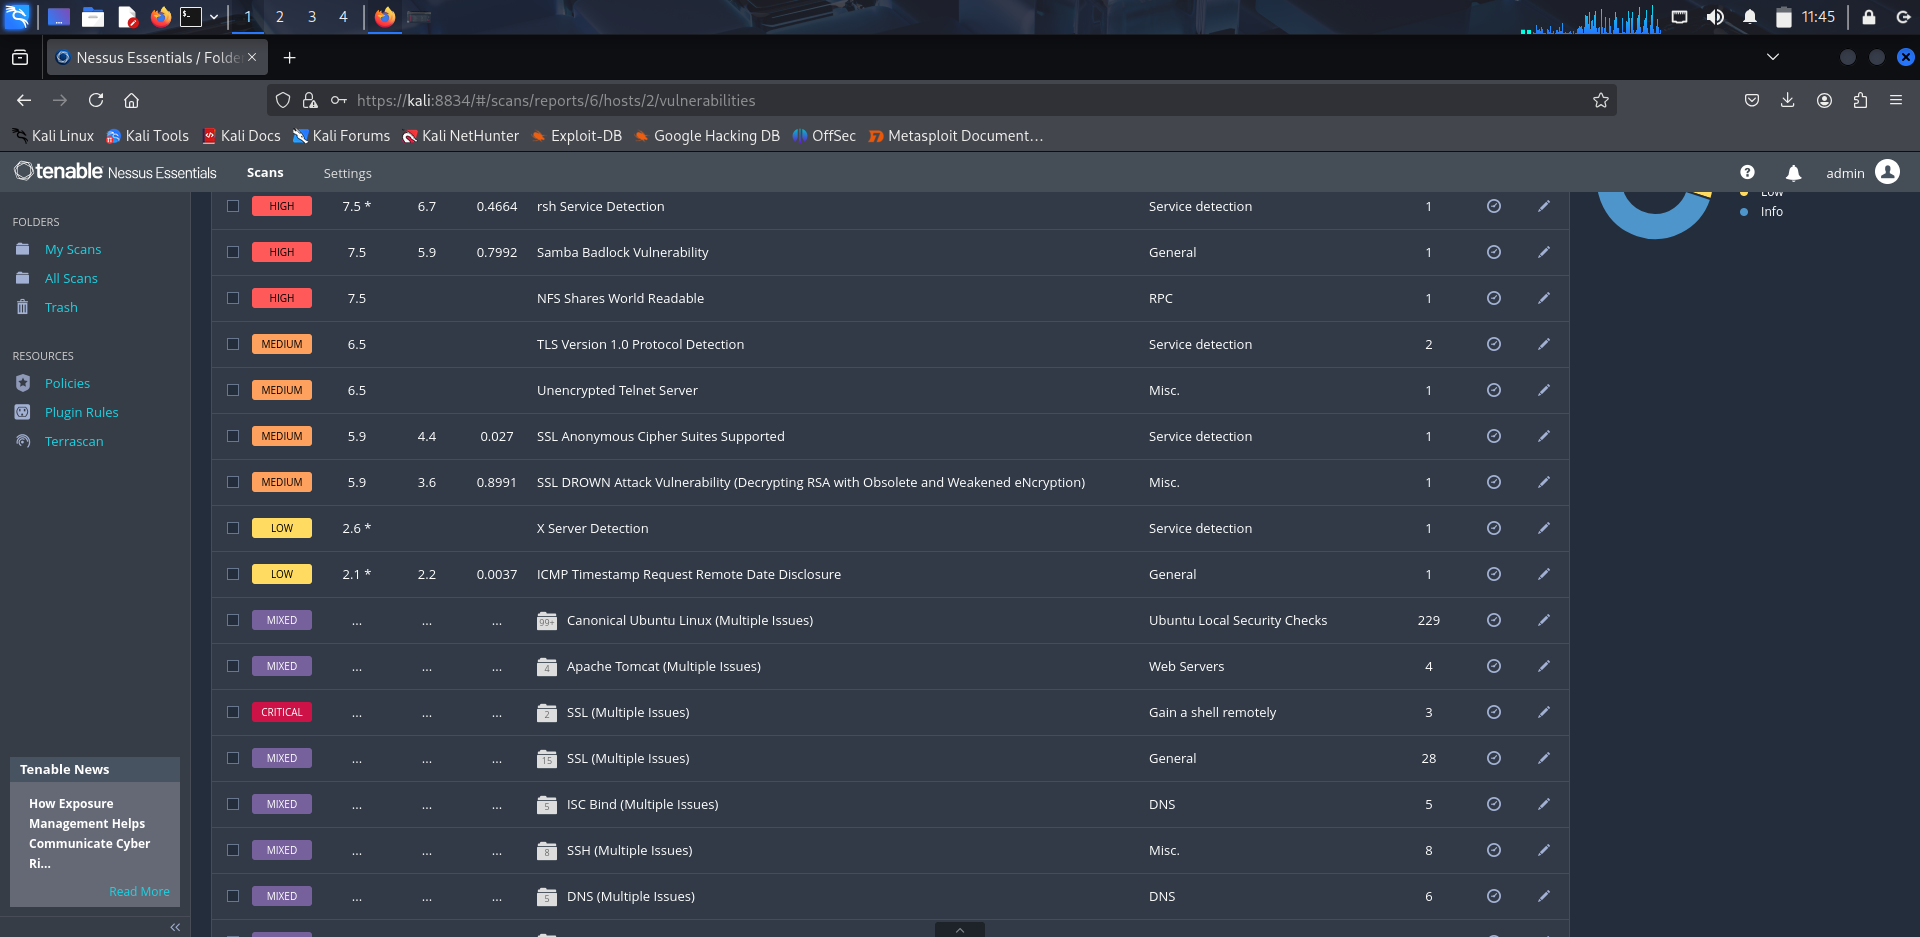 1 2 3 4 11:45
Nessus Essentials / Folde
https://kali:8834/#/scans/reports/6/hosts/2/vulnerabilities
Kali Linux Kali Tools Kali Docs Kali Forums Kali NetHunter Exploit-DB Google Hacking DB OffSec Metasploit Document…
tenable Nessus Essentials Scans Settings admin
FOLDERS
My Scans
All Scans
Trash
RESOURCES
Policies
Plugin Rules
Terrascan
Tenable News
How Exposure
Management Helps
Communicate Cyber
Ri...
Read More
HIGH 7.5 * 6.7 0.4664 rsh Service Detection Service detection 1
HIGH 7.5 5.9 0.7992 Samba Badlock Vulnerability General 1
HIGH 7.5 NFS Shares World Readable RPC 1
MEDIUM 6.5 TLS Version 1.0 Protocol Detection Service detection 2
MEDIUM 6.5 Unencrypted Telnet Server Misc. 1
MEDIUM 5.9 4.4 0.027 SSL Anonymous Cipher Suites Supported Service detection 1
MEDIUM 5.9 3.6 0.8991 SSL DROWN Attack Vulnerability (Decrypting RSA with Obsolete and Weakened eNcryption) Misc. 1
LOW 2.6 * X Server Detection Service detection 1
LOW 2.1 * 2.2 0.0037 ICMP Timestamp Request Remote Date Disclosure General 1
MIXED ... ... ... 99+ Canonical Ubuntu Linux (Multiple Issues) Ubuntu Local Security Checks 229
MIXED ... ... ... 4 Apache Tomcat (Multiple Issues) Web Servers 4
CRITICAL ... ... ... 2 SSL (Multiple Issues) Gain a shell remotely 3
MIXED ... ... ... 15 SSL (Multiple Issues) General 28
MIXED ... ... ... 5 ISC Bind (Multiple Issues) DNS 5
MIXED ... ... ... 8 SSH (Multiple Issues) Misc. 8
MIXED ... ... ... 5 DNS (Multiple Issues) DNS 6
Low
Info